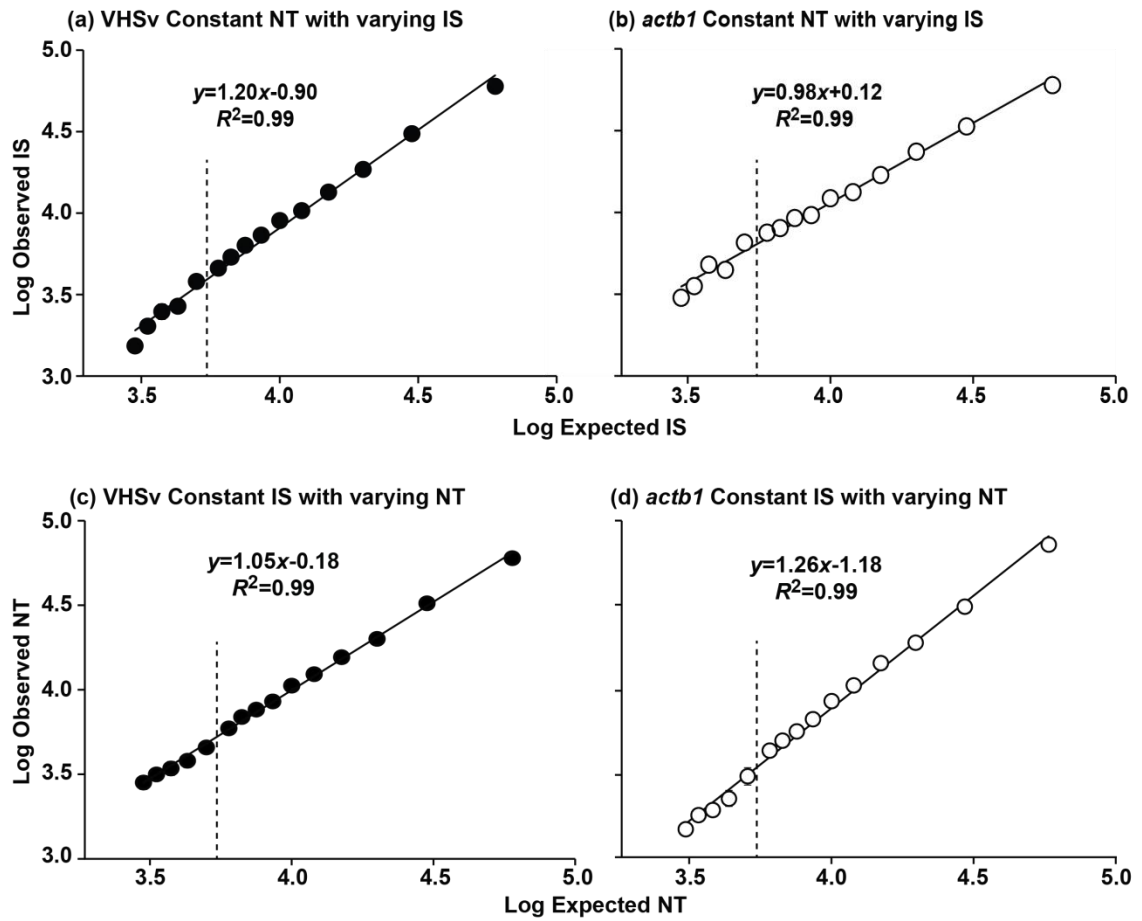 (a) VHSv Constant NT with varying IS
(b) actb1 Constant NT with varying IS
5.0
4.5
4.0
3.5
3.0
Log Observed IS
y=1.20x-0.90
R²=0.99
y=0.98x+0.12
R²=0.99
3.5 4.0 4.5 5.0
3.5 4.0 4.5 5.0
Log Expected IS
(c) VHSv Constant IS with varying NT
(d) actb1 Constant IS with varying NT
5.0
4.5
4.0
3.5
3.0
Log Observed NT
y=1.05x-0.18
R²=0.99
y=1.26x-1.18
R²=0.99
3.5 4.0 4.5 5.0
3.5 4.0 4.5 5.0
Log Expected NT